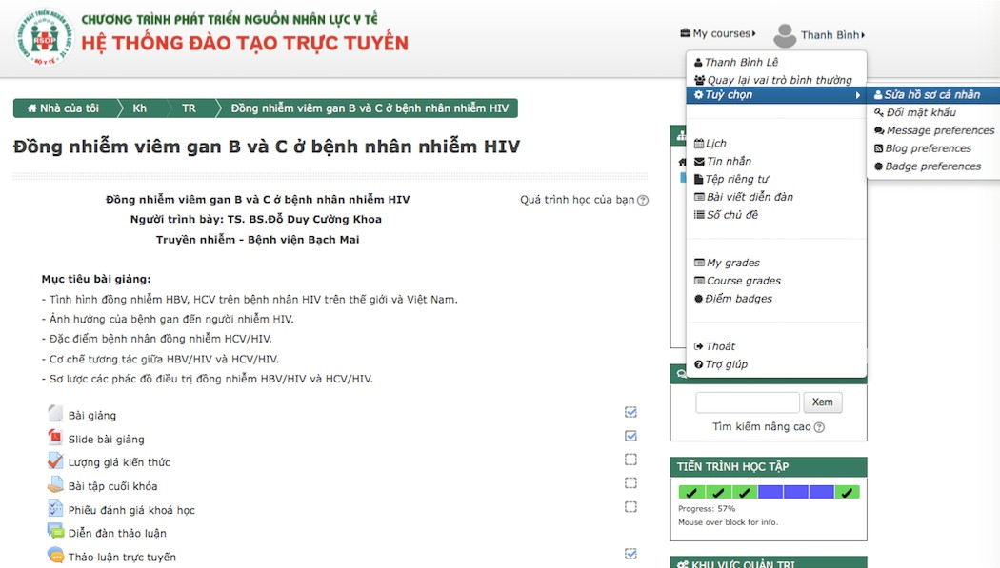 CHƯƠNG TRÌNH PHÁT TRIỂN NGUỒN NHÂN LỰC Y TẾ
HỆ THỐNG ĐÀO TẠO TRỰC TUYẾN
RSDP
BỘ Y TẾ
My courses
Thanh Bình
Thanh Bình Lê
Quay lại vai trò bình thường
Tuỳ chọn
Sửa hồ sơ cá nhân
Đổi mật khẩu
Message preferences
Blog preferences
Badge preferences
Lịch
Tin nhắn
Tệp riêng tư
Bài viết diễn đàn
Số chủ đề
My grades
Course grades
Điểm badges
Thoát
Trợ giúp
Nhà của tôi
Kh
TR
Đồng nhiễm viêm gan B và C ở bệnh nhân nhiễm HIV
Đồng nhiễm viêm gan B và C ở bệnh nhân nhiễm HIV
Đồng nhiễm viêm gan B và C ở bệnh nhân nhiễm HIV
Quá trình học của bạn
Người trình bày: TS. BS.Đỗ Duy Cường Khoa
Truyền nhiễm - Bệnh viện Bạch Mai
Mục tiêu bài giảng:
- Tình hình đồng nhiễm HBV, HCV trên bệnh nhân HIV trên thế giới và Việt Nam.
- Ảnh hưởng của bệnh gan đến người nhiễm HIV.
- Đặc điểm bệnh nhân đồng nhiễm HCV/HIV.
- Cơ chế tương tác giữa HBV/HIV và HCV/HIV.
- Sơ lược các phác đồ điều trị đồng nhiễm HBV/HIV và HCV/HIV.
Bài giảng
Slide bài giảng
Lượng giá kiến thức
Bài tập cuối khóa
Phiếu đánh giá khoá học
Diễn đàn thảo luận
Thảo luận trực tuyến
Xem
Tìm kiếm nâng cao
TIẾN TRÌNH HỌC TẬP
Progress: 57%
Mouse over block for info.
KHU VỰC QUẢN TRỊ